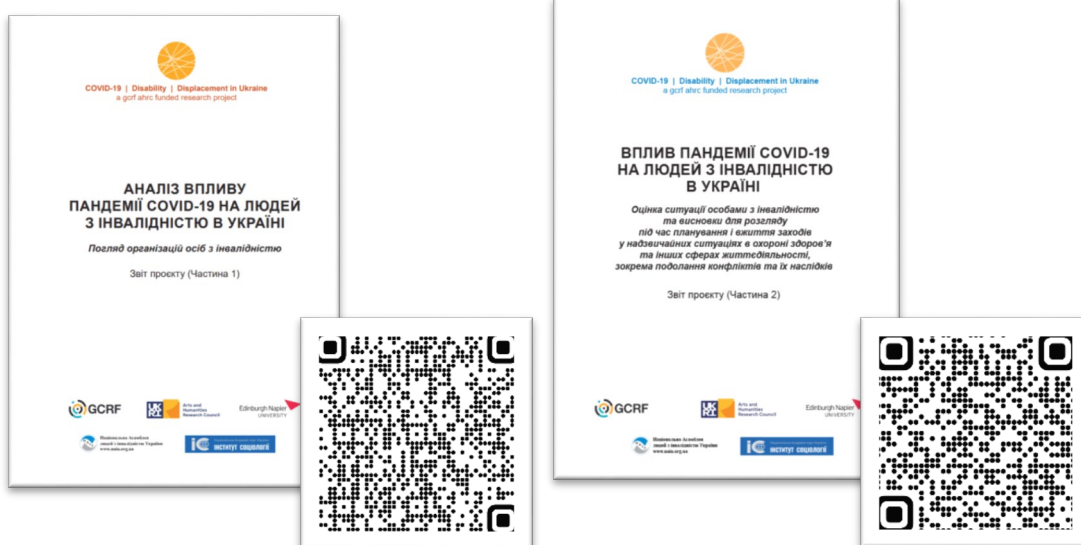 COVID-19 | Disability | Displacement in Ukraine
a gcrf ahrc funded research project
АНАЛІЗ ВПЛИВУ
ПАНДЕМІЇ COVID-19 НА ЛЮДЕЙ
З ІНВАЛІДНІСТЮ В УКРАЇНІ
Погляд організацій осіб з інвалідністю
Звіт проєкту (Частина 1)
GCRF
UK
RI
Arts and
Humanities
Research Council
Edinburgh Napier
UNIVERSITY
Національна Асамблея
людей з інвалідністю України
www.naiu.org.ua
ІНСТИТУТ СОЦІОЛОГІЇ
COVID-19 | Disability | Displacement in Ukraine
a gcrf ahrc funded research project
ВПЛИВ ПАНДЕМІЇ COVID-19
НА ЛЮДЕЙ З ІНВАЛІДНІСТЮ
В УКРАЇНІ
Оцінка ситуації особами з інвалідністю
та висновки для розгляду
під час планування і вжиття заходів
у надзвичайних ситуаціях в охороні здоров'я
та інших сферах життєдіяльності,
зокрема подолання конфліктів та їх наслідків
Звіт проєкту (Частина 2)
GCRF
UK
RI
Arts and
Humanities
Research Council
Edinburgh Napier
UNIVERSITY
Національна Асамблея
людей з інвалідністю України
www.naiu.org.ua
ІНСТИТУТ СОЦІОЛОГІЇ